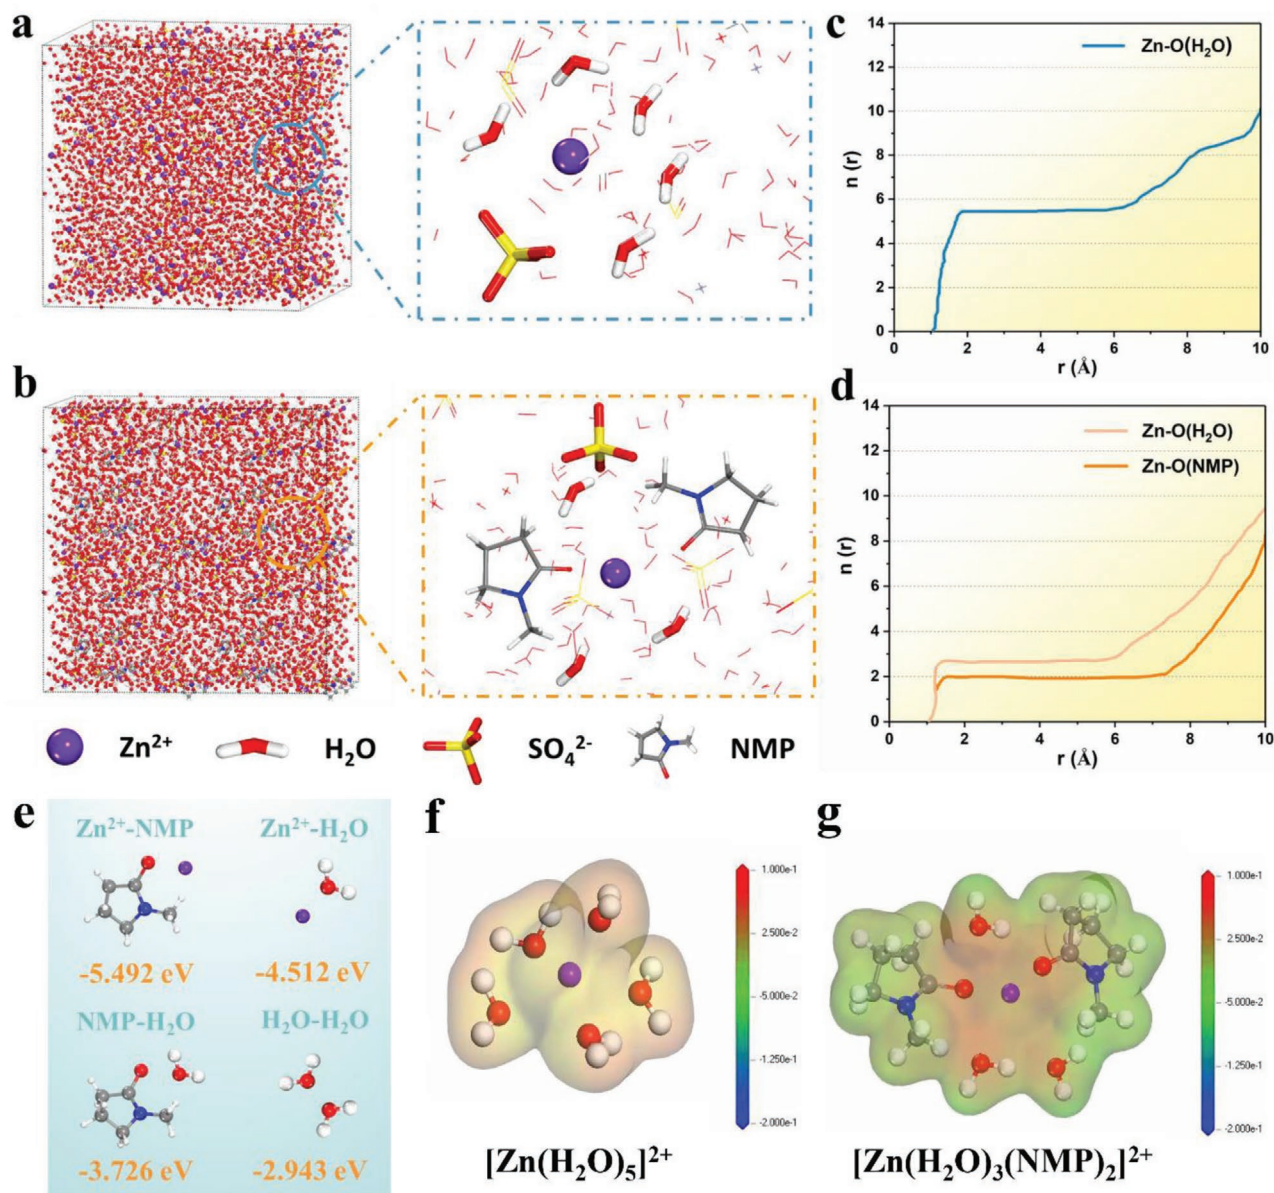 a
b
c
14
12
10
8
6
4
2
0
n (r)
Zn-O(H₂O)
0 2 4 6 8 10
r (Å)
d
14
12
10
8
6
4
2
0
n (r)
Zn-O(H₂O)
Zn-O(NMP)
0 2 4 6 8 10
r (Å)
Zn²⁺ H₂O SO₄²⁻ NMP
e
Zn²⁺-NMP Zn²⁺-H₂O
-5.492 eV -4.512 eV
NMP-H₂O H₂O-H₂O
-3.726 eV -2.943 eV
f
1.000e-1
2.500e-2
-5.000e-2
-1.250e-1
-2.000e-1
[Zn(H₂O)₅]²⁺
g
1.000e-1
2.500e-2
-5.000e-2
-1.250e-1
-2.000e-1
[Zn(H₂O)₃(NMP)₂]²⁺